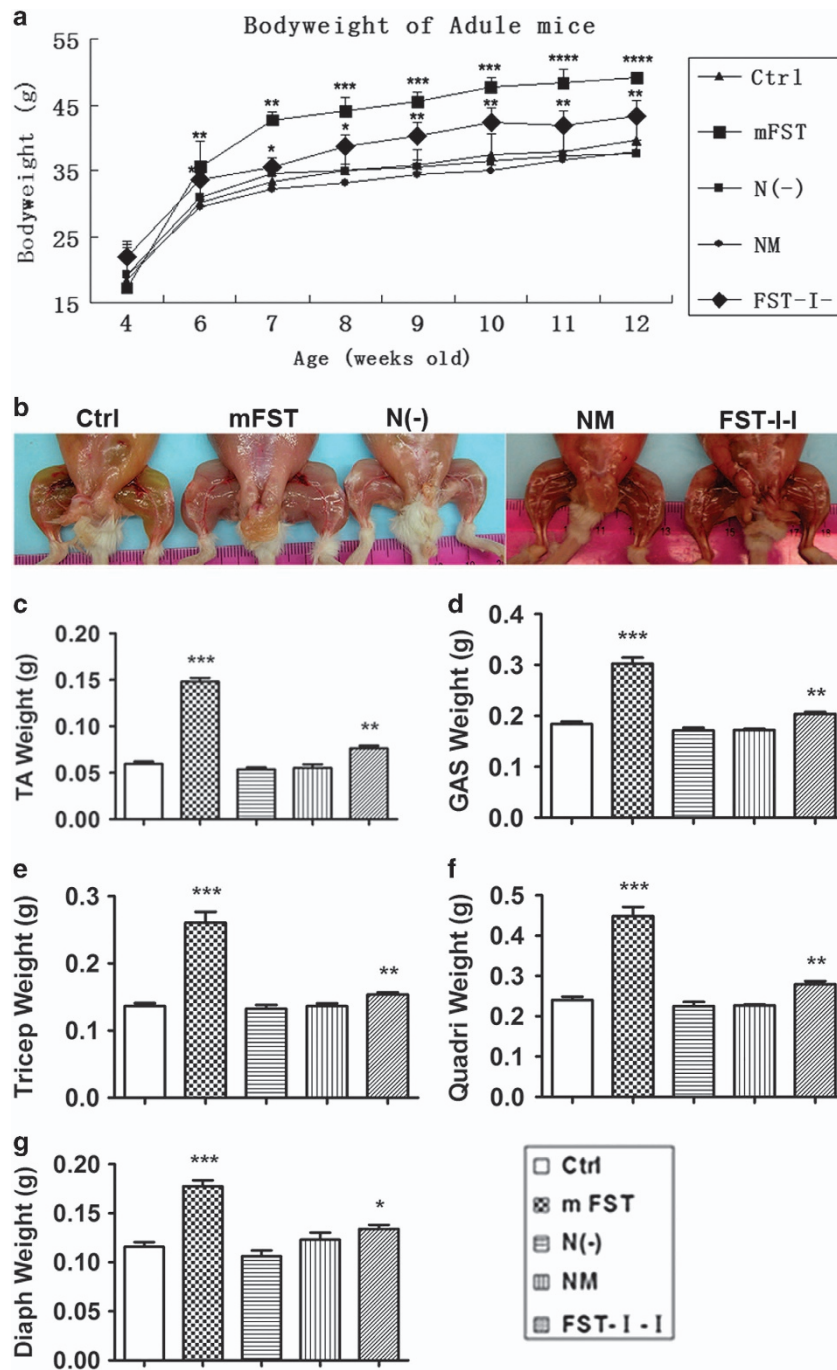 a
Bodyweight of Adule mice
Bodyweight (g)
55
45
35
25
15
** ** *** *** *** **** ****
* * * ** ** ** **
4 6 7 8 9 10 11 12
Age (weeks old)
Ctrl
mFST
N(-)
NM
FST-I-
b
Ctrl mFST N(-) NM FST-I-I
c
TA Weight (g)
0.20
0.15
0.10
0.05
0.00
***
**
d
GAS Weight (g)
0.4
0.3
0.2
0.1
0.0
***
**
e
Tricep Weight (g)
0.3
0.2
0.1
0.0
***
**
f
Quadri Weight (g)
0.5
0.4
0.3
0.2
0.1
0.0
***
**
g
Diaph Weight (g)
0.20
0.15
0.10
0.05
0.00
***
*
Ctrl
m FST
N(-)
NM
FST- I - I